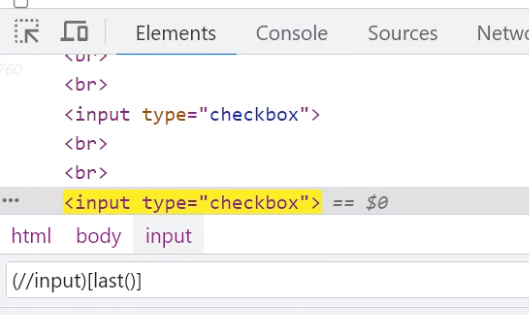 Elements Console Sources Netwo
760
<br>
<br>
<input type="checkbox">
<br>
<br>
••• <input type="checkbox"> == $0
html body input
(//input)[last()]